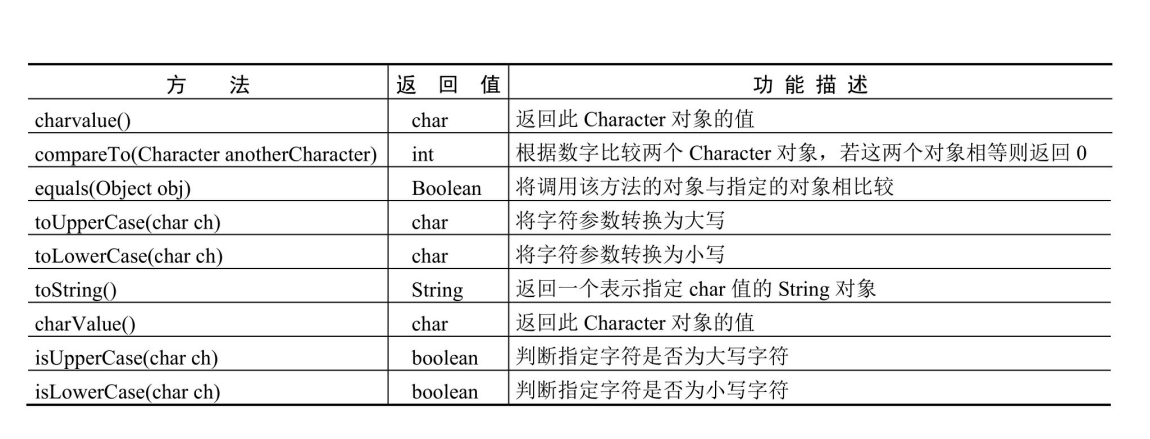 方 法 返 回 值 功 能 描 述
charvalue() char 返回此 Character 对象的值
compareTo(Character anotherCharacter) int 根据数字比较两个 Character 对象，若这两个对象相等则返回 0
equals(Object obj) Boolean 将调用该方法的对象与指定的对象相比较
toUpperCase(char ch) char 将字符参数转换为大写
toLowerCase(char ch) char 将字符参数转换为小写
toString() String 返回一个表示指定 char 值的 String 对象
charValue() char 返回此 Character 对象的值
isUpperCase(char ch) boolean 判断指定字符是否为大写字符
isLowerCase(char ch) boolean 判断指定字符是否为小写字符